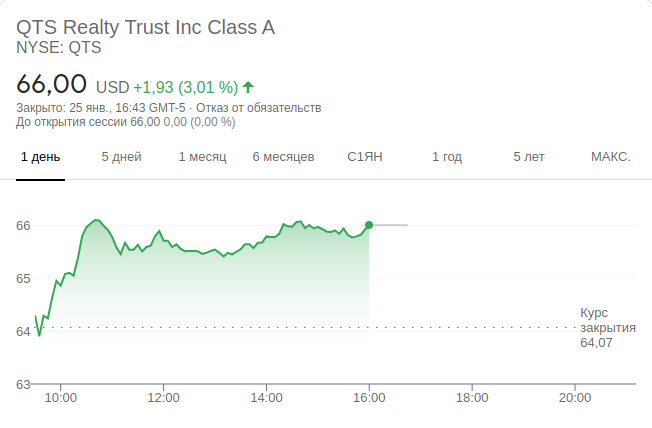 QTS Realty Trust Inc Class A
NYSE: QTS
66,00 USD +1,93 (3,01 %)
Закрыто: 25 янв., 16:43 GMT-5 · Отказ от обязательств
До открытия сессии 66,00 0,00 (0,00 %)
1 день 5 дней 1 месяц 6 месяцев С1ЯН 1 год 5 лет МАКС.
66
65
Курс
64 закрытия
64,07
63
10:00 12:00 14:00 16:00 18:00 20:00